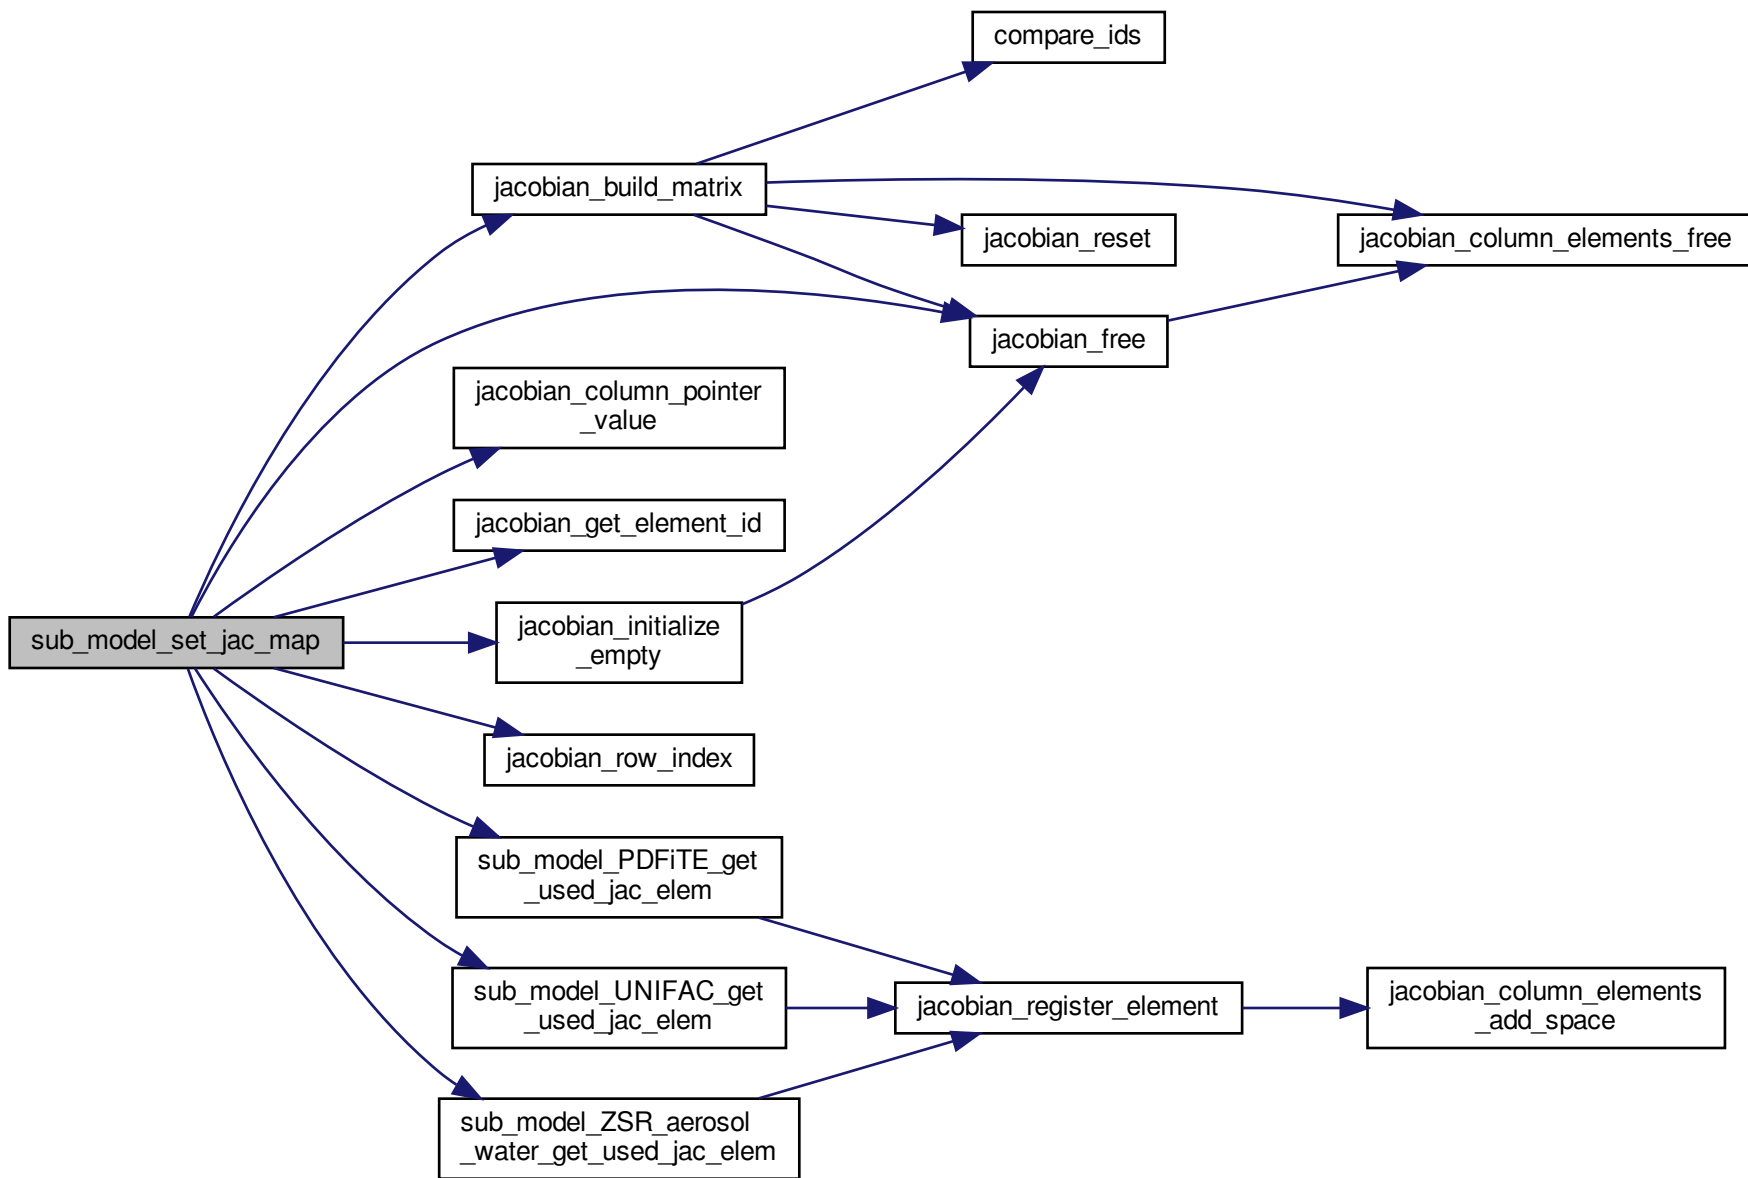 compare_ids
jacobian_build_matrix
jacobian_reset
jacobian_column_elements_free
jacobian_free
jacobian_column_pointer
_value
jacobian_get_element_id
sub_model_set_jac_map
jacobian_initialize
_empty
jacobian_row_index
sub_model_PDFiTE_get
_used_jac_elem
sub_model_UNIFAC_get
_used_jac_elem
jacobian_register_element
jacobian_column_elements
_add_space
sub_model_ZSR_aerosol
_water_get_used_jac_elem